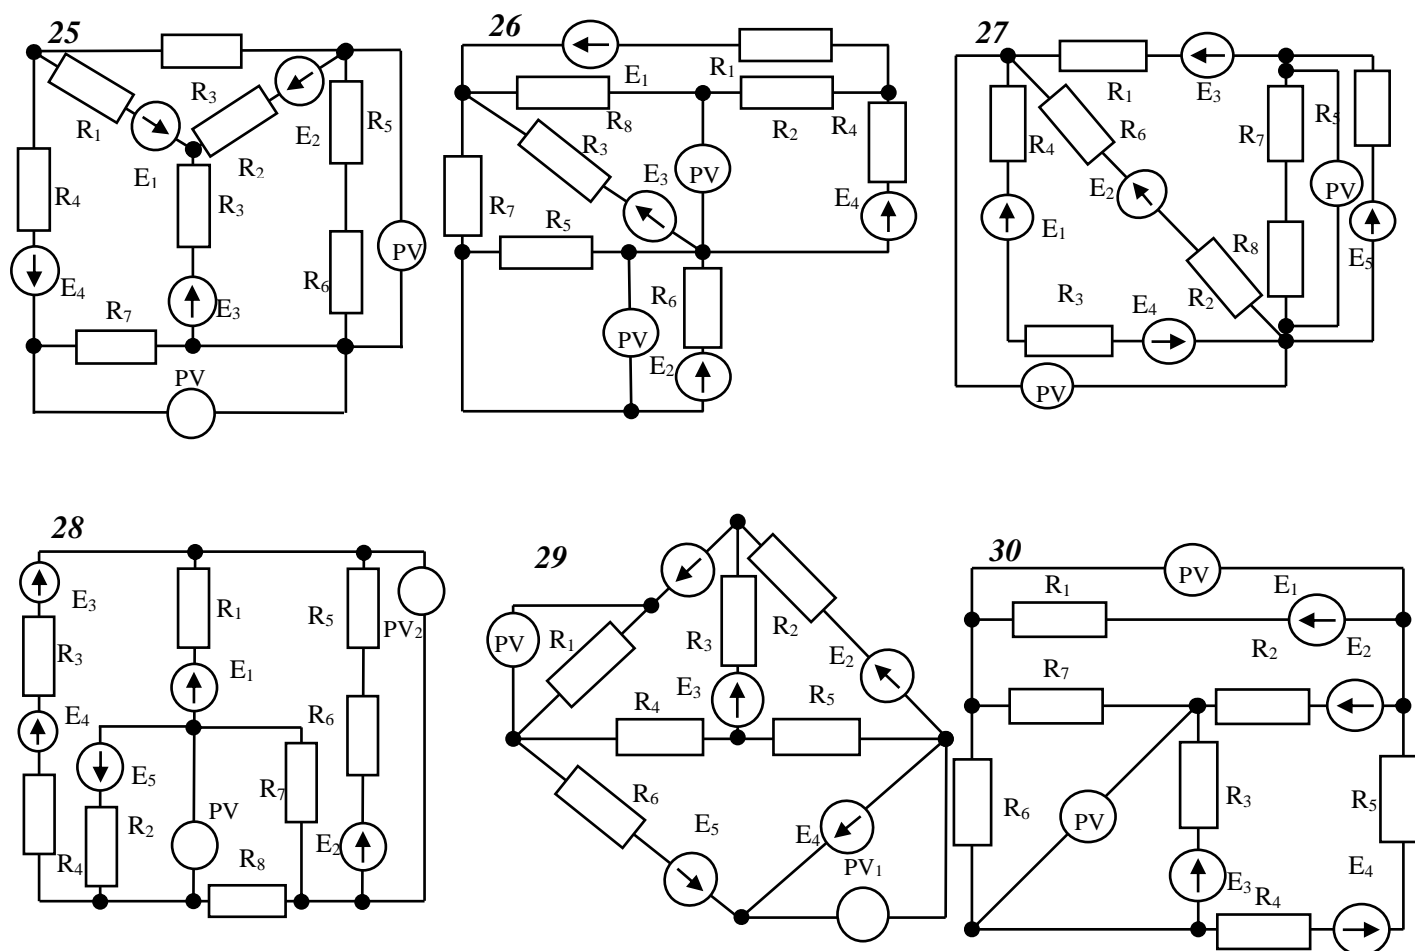 25
R₃
R₁
E₁
E₂
R₂
R₅
R₄
R₃
PV
E₄
E₃
R₆
R₇
PV
26
E₁
R₁
R₈
R₂
R₄
R₃
PV
E₃
E₄
R₇
R₅
R₆
PV
E₂
27
R₁
E₃
R₅
R₄
R₆
R₇
E₂
PV
E₁
R₈
E₅
R₃
E₄
R₂
PV
28
E₃
R₁
R₅
PV₂
R₃
E₁
E₄
R₆
E₅
R₂
PV
R₇
E₂
R₄
R₈
29
PV
R₁
R₃
R₂
E₂
E₃
R₄
R₅
R₆
E₅
E₄
PV₁
30
PV
R₁
E₁
R₂
E₂
R₇
R₆
PV
R₃
R₅
E₃
E₄
R₄